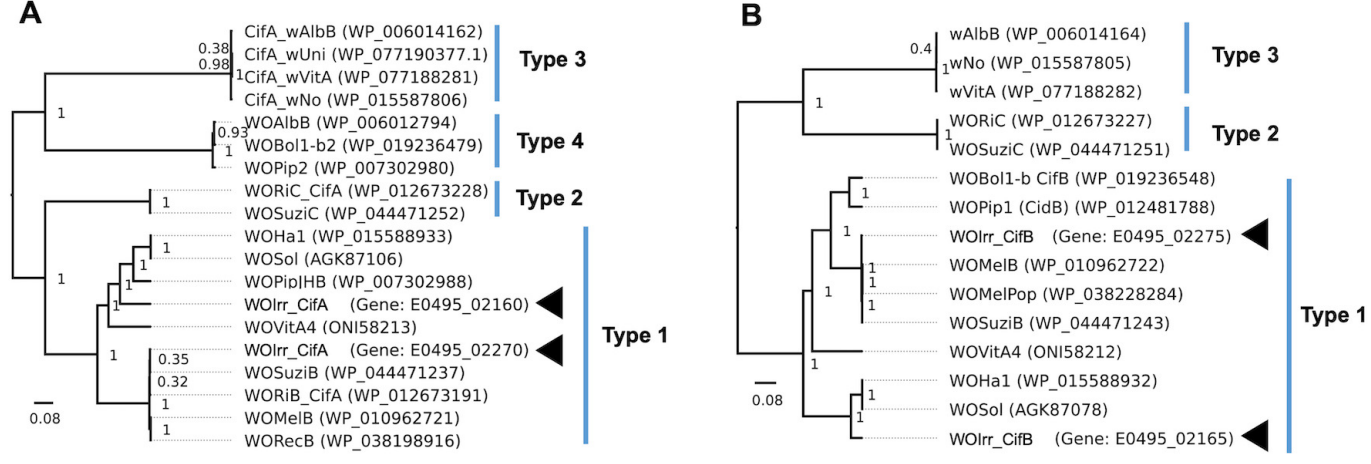 A
CifA_wAlbB (WP_006014162)
CifA_wUni (WP_077190377.1)
CifA_wVitA (WP_077188281)
CifA_wNo (WP_015587806)
WOAlbB (WP_006012794)
WOBol1-b2 (WP_019236479)
WOPip2 (WP_007302980)
WORiC_CifA (WP_012673228)
WOSuziC (WP_044471252)
WOHa1 (WP_015588933)
WOSol (AGK87106)
WOPipJHB (WP_007302988)
WOIrr_CifA (Gene: E0495_02160)
WOVitA4 (ONI58213)
WOIrr_CifA (Gene: E0495_02270)
WOSuziB (WP_044471237)
WORiB_CifA (WP_012673191)
WOMelB (WP_010962721)
WORecB (WP_038198916)
Type 3
Type 4
Type 2
Type 1
0.38
0.98
1
1
0.93
1
1
1
1
1
1
1
1
0.35
0.32
1
1
0.08
B
wAlbB (WP_006014164)
wNo (WP_015587805)
wVitA (WP_077188282)
WORiC (WP_012673227)
WOSuziC (WP_044471251)
WOBol1-b CifB (WP_019236548)
WOPip1 (CidB) (WP_012481788)
WOIrr_CifB (Gene: E0495_02275)
WOMelB (WP_010962722)
WOMelPop (WP_038228284)
WOSuziB (WP_044471243)
WOVitA4 (ONI58212)
WOHa1 (WP_015588932)
WOSol (AGK87078)
WOIrr_CifB (Gene: E0495_02165)
Type 3
Type 2
Type 1
0.4
1
1
1
1
1
1
1
1
1
1
1
1
0.08